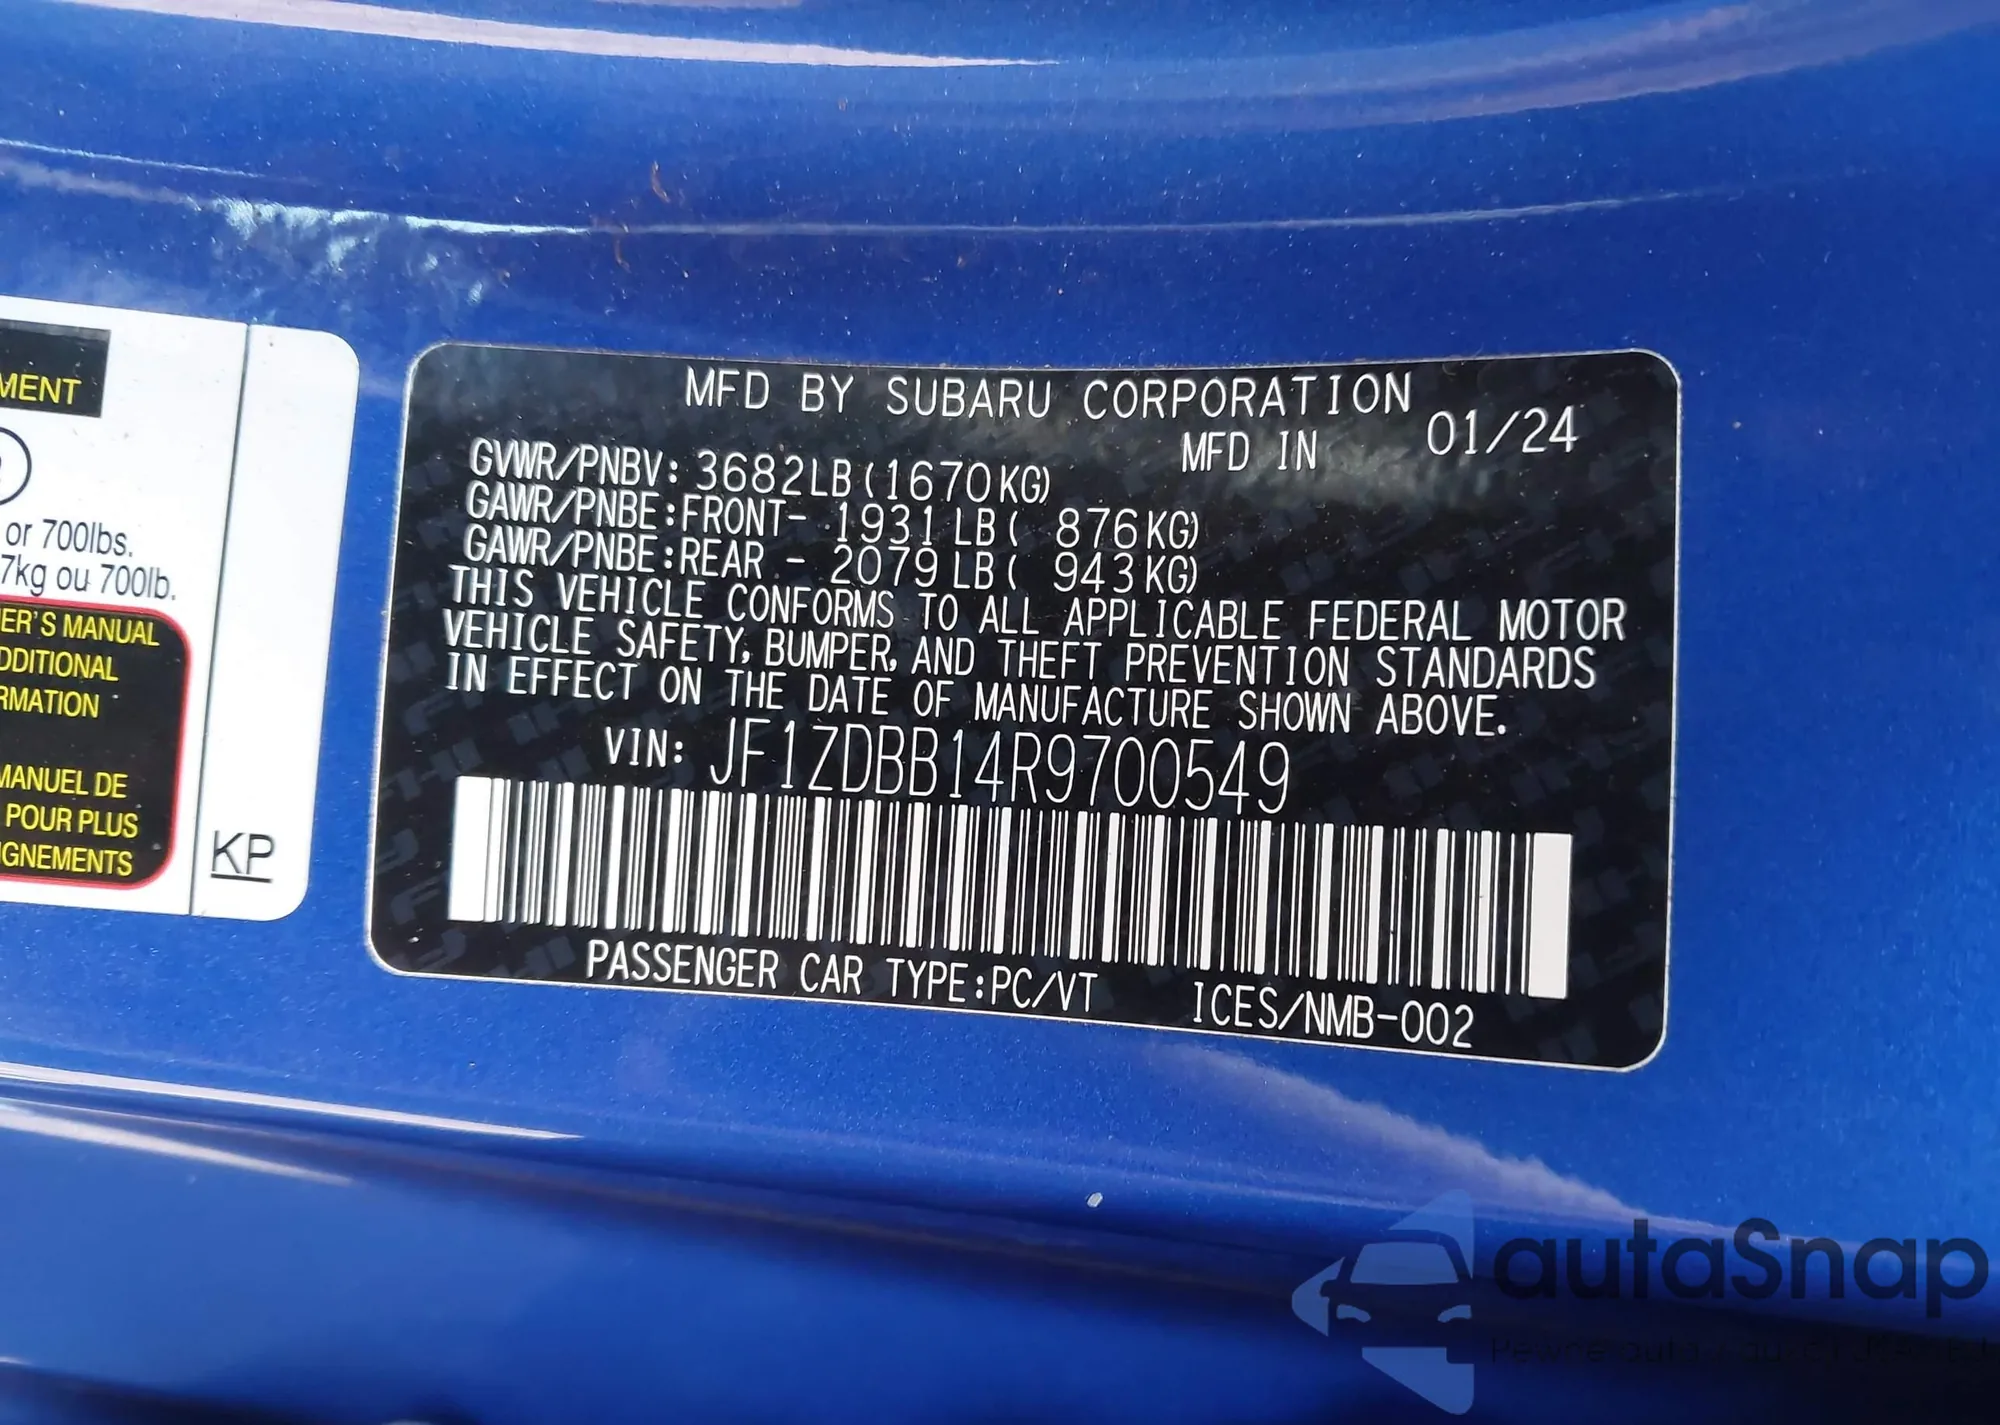 MENT
or 700lbs.
7kg ou 700lb.
ER'S MANUAL
DDITIONAL
RMATION
MANUEL DE
POUR PLUS
IGNEMENTS
KP
MFD BY SUBARU CORPORATION
MFD IN 01/24
GVWR/PNBV: 3682LB(1670KG)
GAWR/PNBE:FRONT- 1931LB( 876KG)
GAWR/PNBE:REAR - 2079LB( 943KG)
THIS VEHICLE CONFORMS TO ALL APPLICABLE FEDERAL MOTOR
VEHICLE SAFETY, BUMPER, AND THEFT PREVENTION STANDARDS
IN EFFECT ON THE DATE OF MANUFACTURE SHOWN ABOVE.
VIN: JF1ZDBB14R9700549
PASSENGER CAR TYPE:PC/VT ICES/NMB-002
autaSnap